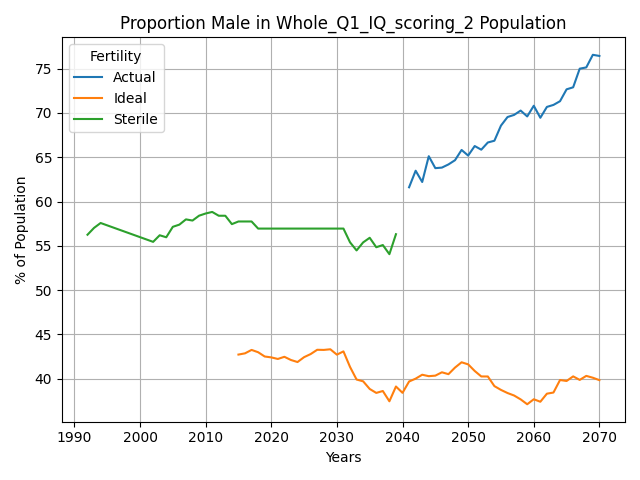 Proportion Male in Whole_Q1_IQ_scoring_2 Population
Fertility
Actual
Ideal
Sterile
% of Population
75
70
65
60
55
50
45
40
1990
2000
2010
2020
2030
2040
2050
2060
2070
Years